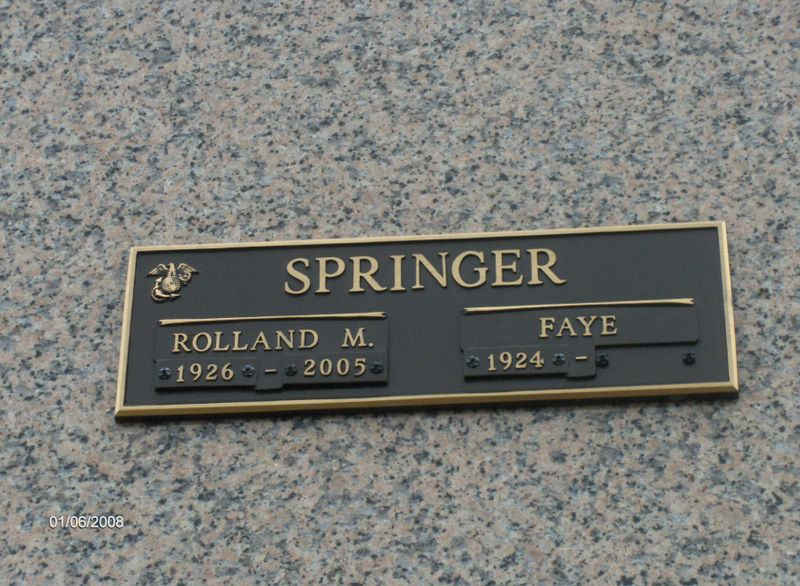 SPRINGER
ROLLAND M.
1926 - 2005
FAYE
1924 -
01/06/2008